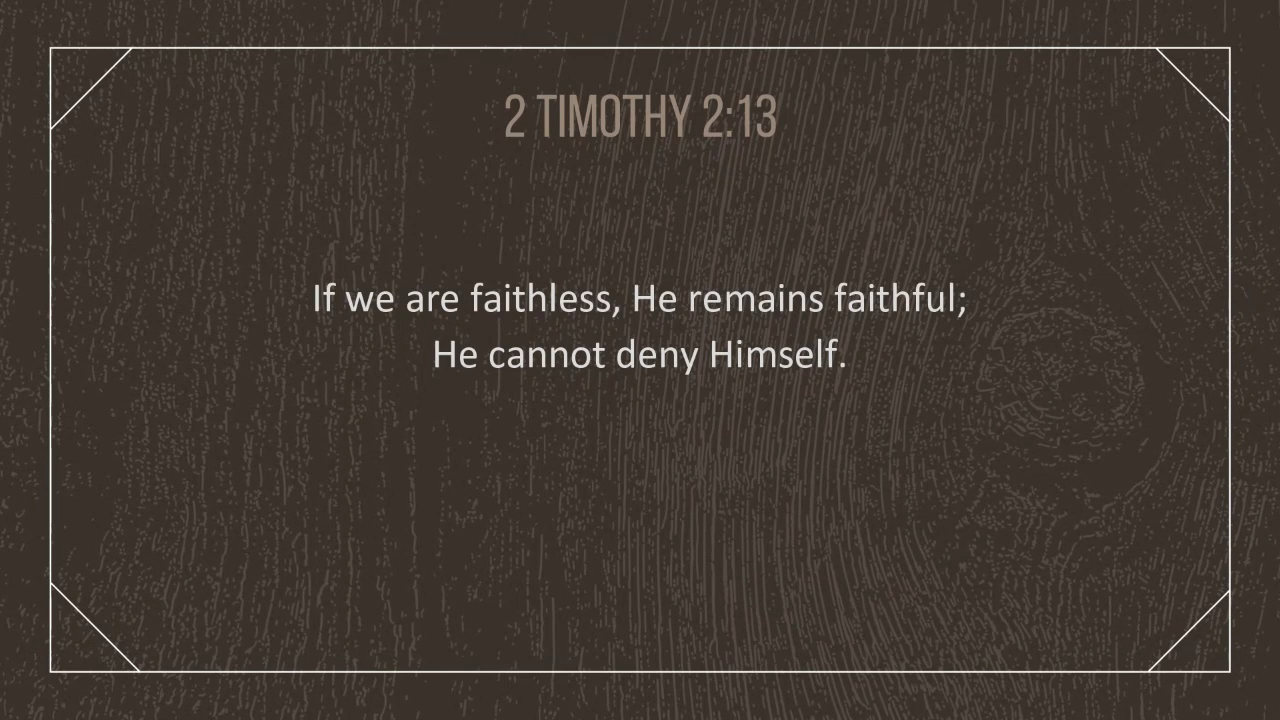 2 TIMOTHY 2:13
If we are faithless, He remains faithful;
He cannot deny Himself.